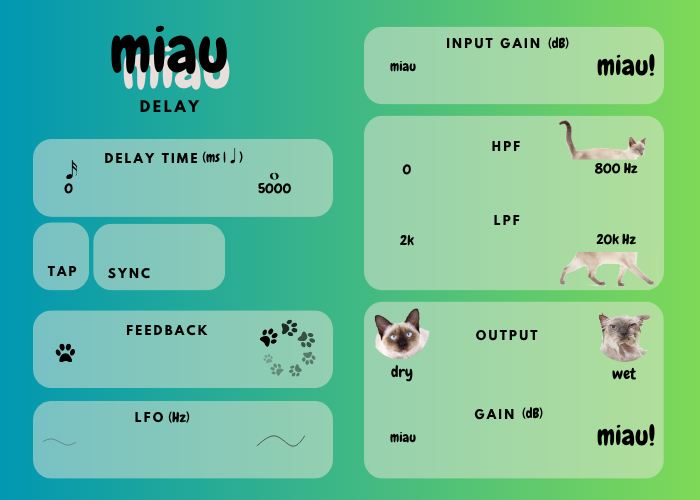 miau
miau
DELAY
DELAY TIME (ms | ♩)
0 5000
TAP SYNC
FEEDBACK
LFO (Hz)
INPUT GAIN (dB)
miau miau!
HPF
0 800 Hz
LPF
2k 20k Hz
OUTPUT
dry wet
GAIN (dB)
miau miau!